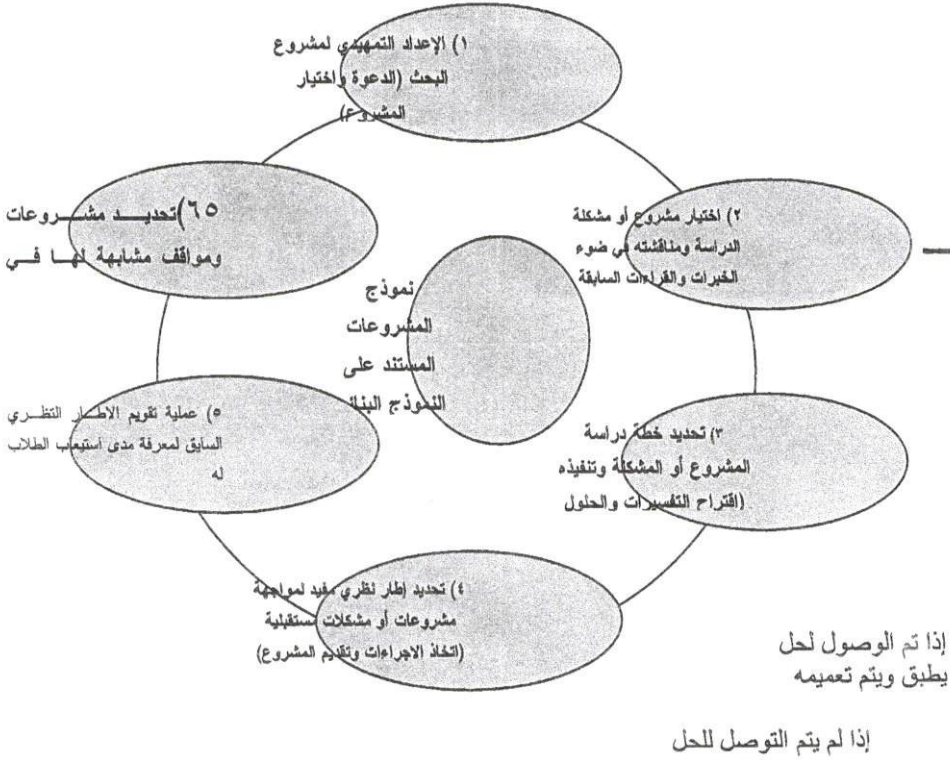 ١) الإعداد التمهيدي لمشروع
البحث (الدعوة واختيار
المشروع)
٢) اختيار مشروع أو مشكلة
الدراسة ومناقشته في ضوء
الخبرات والقراءات السابقة
٣) تحديد خطة دراسة
المشروع أو المشكلة وتنفيذه
(اقتراح التفسيرات والحلول
٤) تحديد إطار نظري مفيد لمواجهة
مشروعات أو مشكلات مستقبلية
(اتخاذ الاجراءات وتقديم المشروع)
٥) عملية تقويم الاطار النظري
السابق لمعرفة مدى استيعاب الطلاب
له
٦٥)تحديد مشروعات
ومواقف مشابهة لها في
نموذج
المشروعات
المستند على
النموذج البنائ
إذا تم الوصول لحل
يطبق ويتم تعميمه
إذا لم يتم التوصل للحل